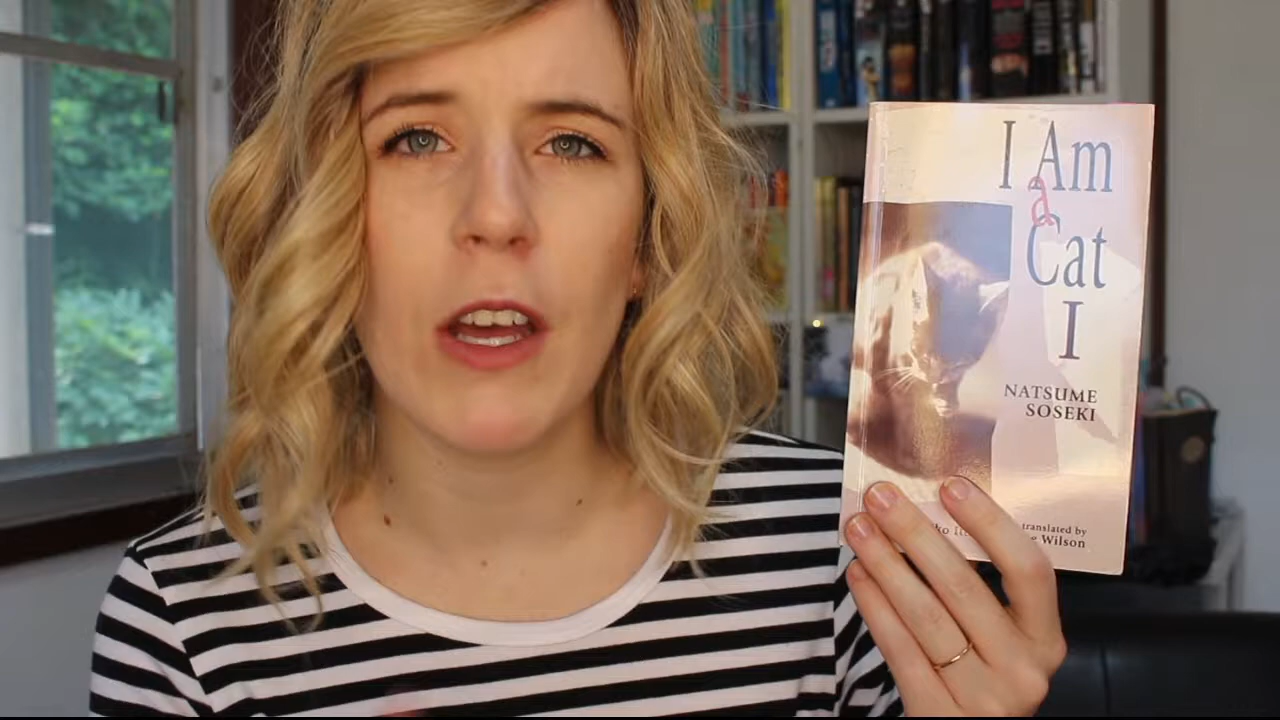 I Am
a
Cat
I
NATSUME
SOSEKI
translated by
Wilson